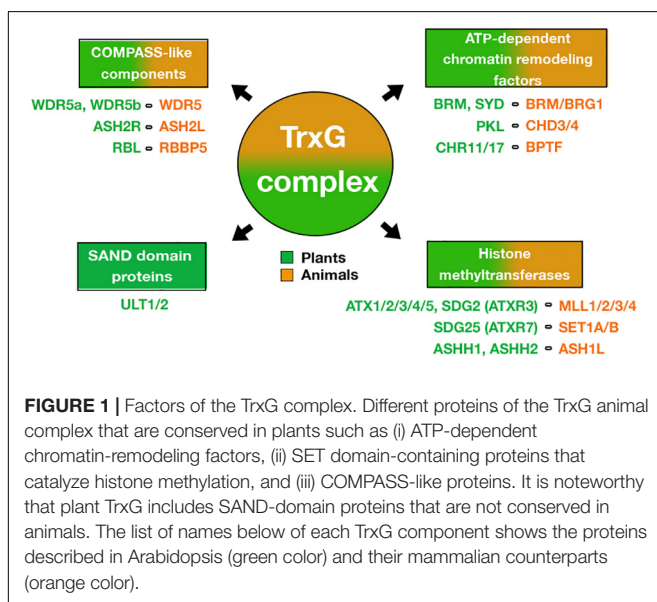 COMPASS-like
components
WDR5a, WDR5b - WDR5
ASH2R - ASH2L
RBL - RBBP5
ATP-dependent
chromatin remodeling
factors
BRM, SYD - BRM/BRG1
PKL - CHD3/4
CHR11/17 - BPTF
TrxG
complex
SAND domain
proteins
ULT1/2
Plants
Animals
Histone
methyltransferases
ATX1/2/3/4/5, SDG2 (ATXR3) - MLL1/2/3/4
SDG25 (ATXR7) - SET1A/B
ASHH1, ASHH2 - ASH1L
FIGURE 1 | Factors of the TrxG complex. Different proteins of the TrxG animal
complex that are conserved in plants such as (i) ATP-dependent
chromatin-remodeling factors, (ii) SET domain-containing proteins that
catalyze histone methylation, and (iii) COMPASS-like proteins. It is noteworthy
that plant TrxG includes SAND-domain proteins that are not conserved in
animals. The list of names below of each TrxG component shows the proteins
described in Arabidopsis (green color) and their mammalian counterparts
(orange color).